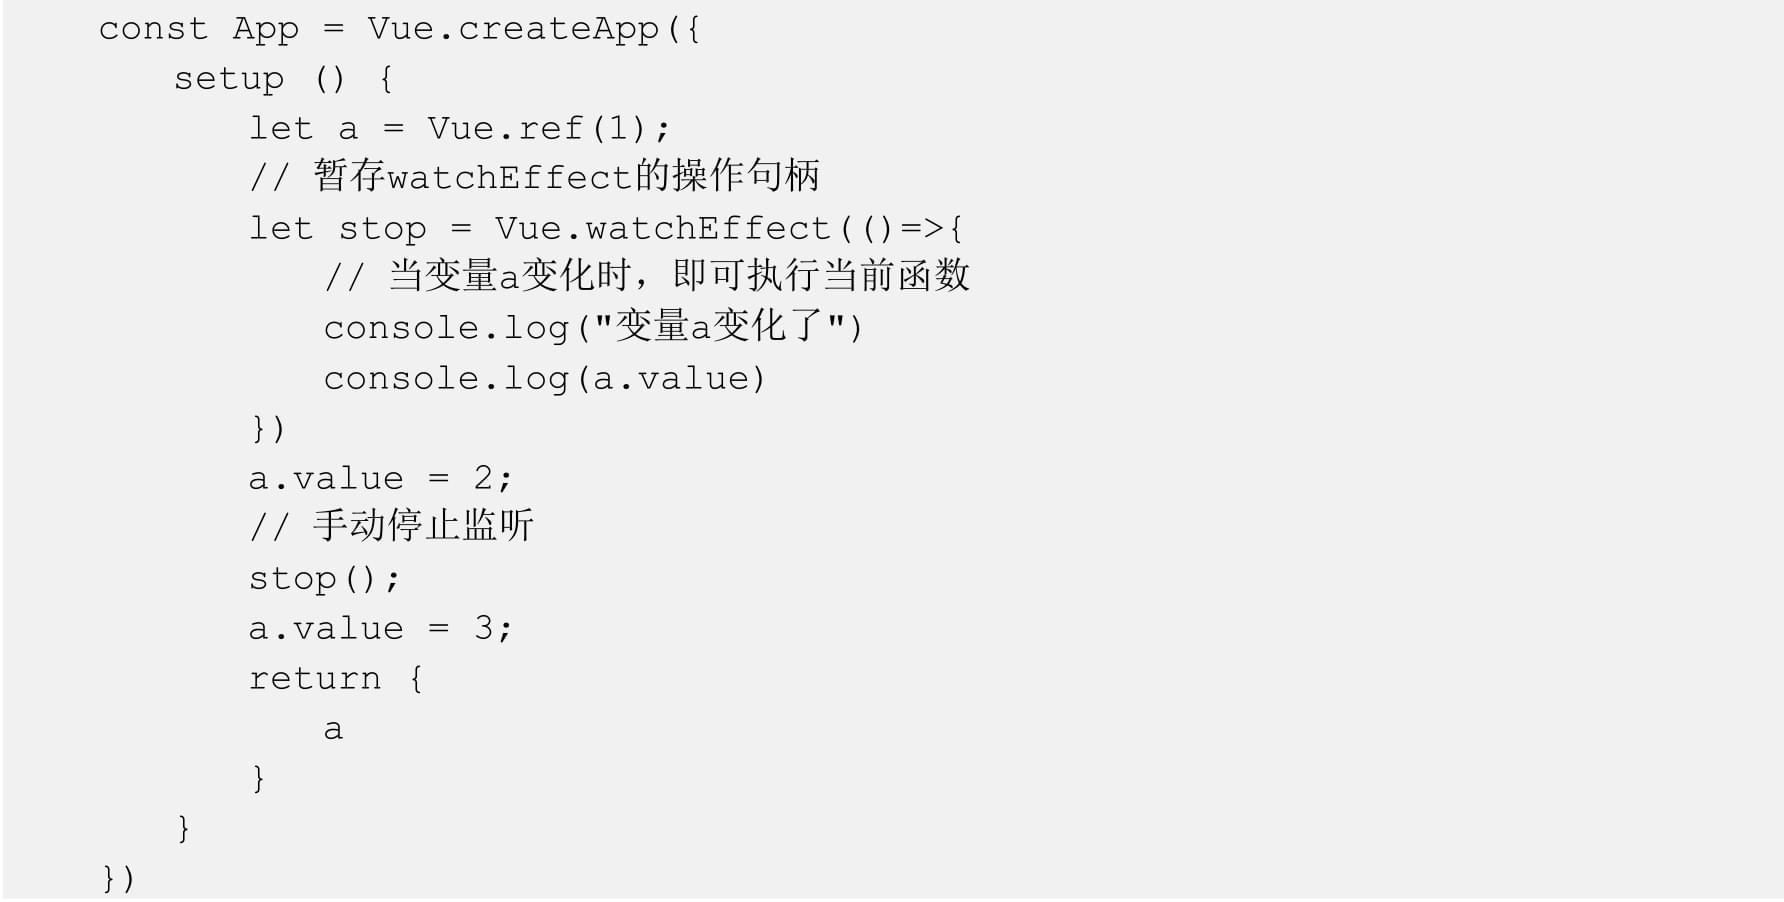 const App = Vue.createApp({
setup () {
let a = Vue.ref(1);
// 暂存watchEffect的操作句柄
let stop = Vue.watchEffect(()=>{
// 当变量a变化时，即可执行当前函数
console.log("变量a变化了")
console.log(a.value)
})
a.value = 2;
// 手动停止监听
stop();
a.value = 3;
return {
a
}
}
})